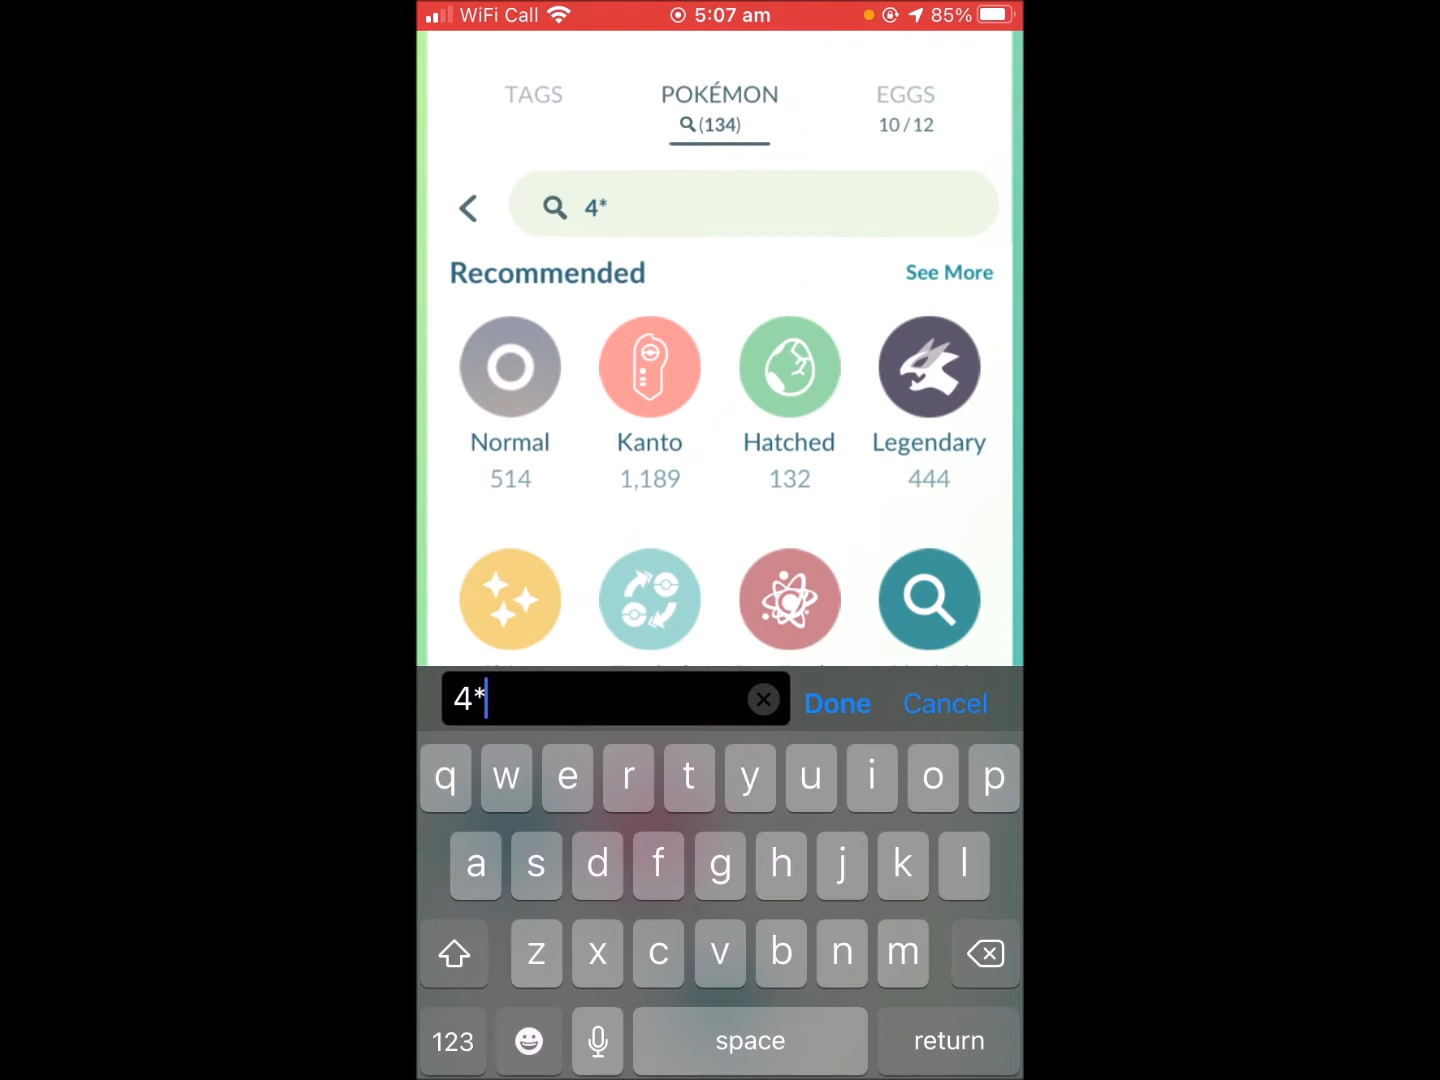 WiFi Call 5:07 am 85%
TAGS POKÉMON EGGS
(134) 10/12
4*
Recommended See More
Normal Kanto Hatched Legendary
514 1,189 132 444
4* Done Cancel
q w e r t y u i o p
a s d f g h j k l
z x c v b n m
123 space return